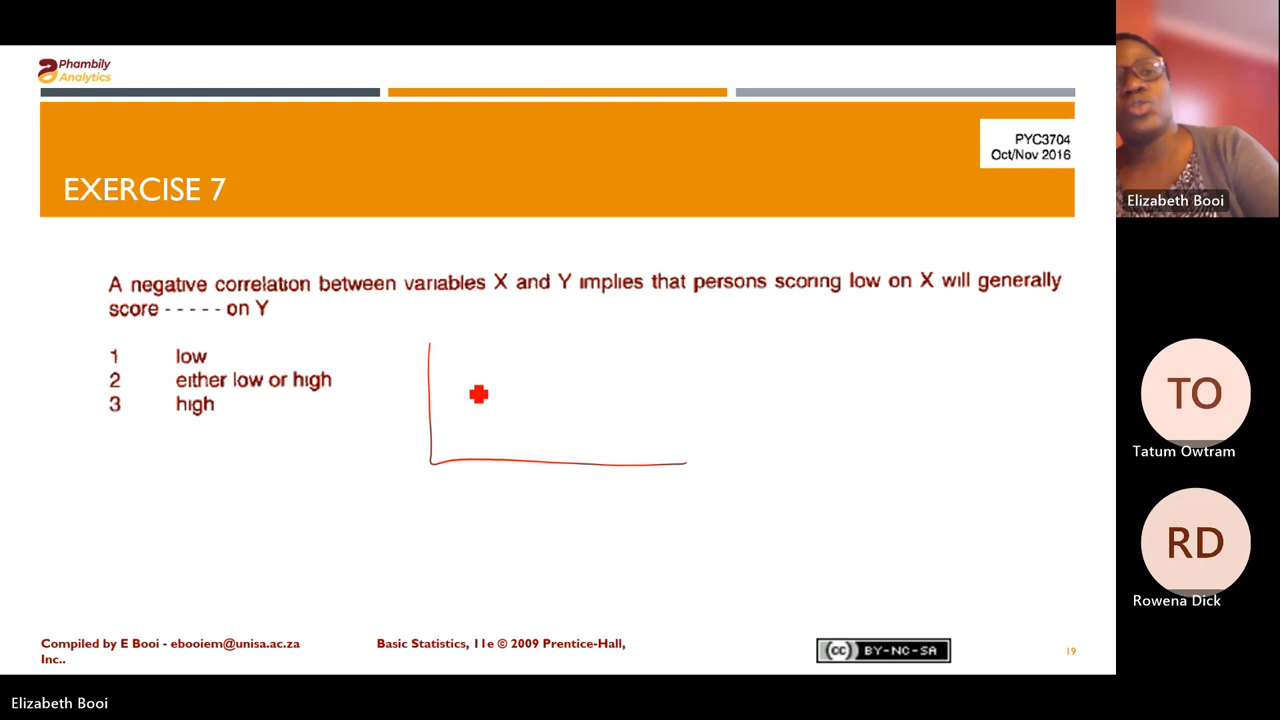 Phambily
Analytics
PYC3704
Oct/Nov 2016
EXERCISE 7
Elizabeth Booi
A negative correlation between variables X and Y implies that persons scoring low on X will generally
score - - - - - on Y
1 low
2 either low or high
3 high
TO
Tatum Owtram
RD
Rowena Dick
Compiled by E Booi - ebooiem@unisa.ac.za Basic Statistics, 11e © 2009 Prentice-Hall,
Inc..
(cc) BY-NC-SA
19
Elizabeth Booi